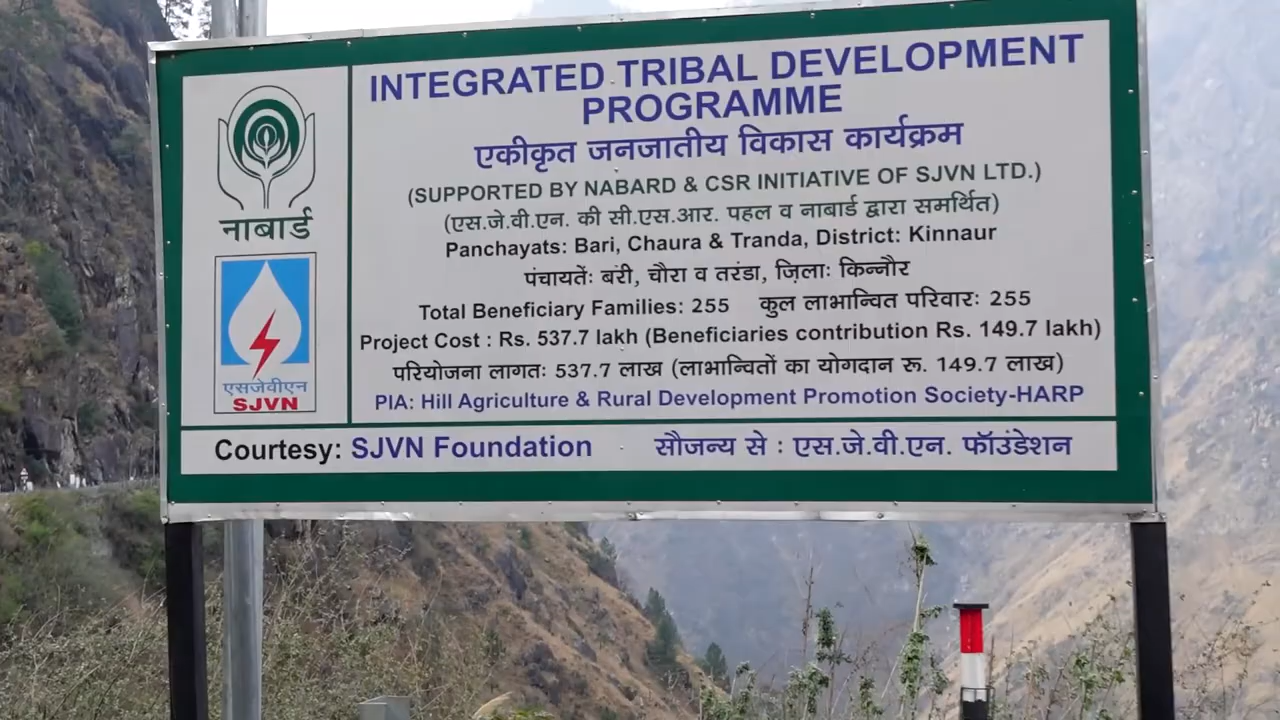 INTEGRATED TRIBAL DEVELOPMENT
PROGRAMME
एकीकृत जनजातीय विकास कार्यक्रम
(SUPPORTED BY NABARD & CSR INITIATIVE OF SJVN LTD.)
(एस.जे.वी.एन. की सी.एस.आर. पहल व नाबार्ड द्वारा समर्थित)
Panchayats: Bari, Chaura & Tranda, District: Kinnaur
पंचायतें: बरी, चौरा व तरंडा, ज़िला: किन्नौर
Total Beneficiary Families: 255 कुल लाभान्वित परिवार: 255
Project Cost : Rs. 537.7 lakh (Beneficiaries contribution Rs. 149.7 lakh)
परियोजना लागत: 537.7 लाख (लाभान्वितों का योगदान रू. 149.7 लाख)
PIA: Hill Agriculture & Rural Development Promotion Society-HARP
नाबार्ड
एसजेवीएन
SJVN
Courtesy: SJVN Foundation सौजन्य से : एस.जे.वी.एन. फॉउंडेशन